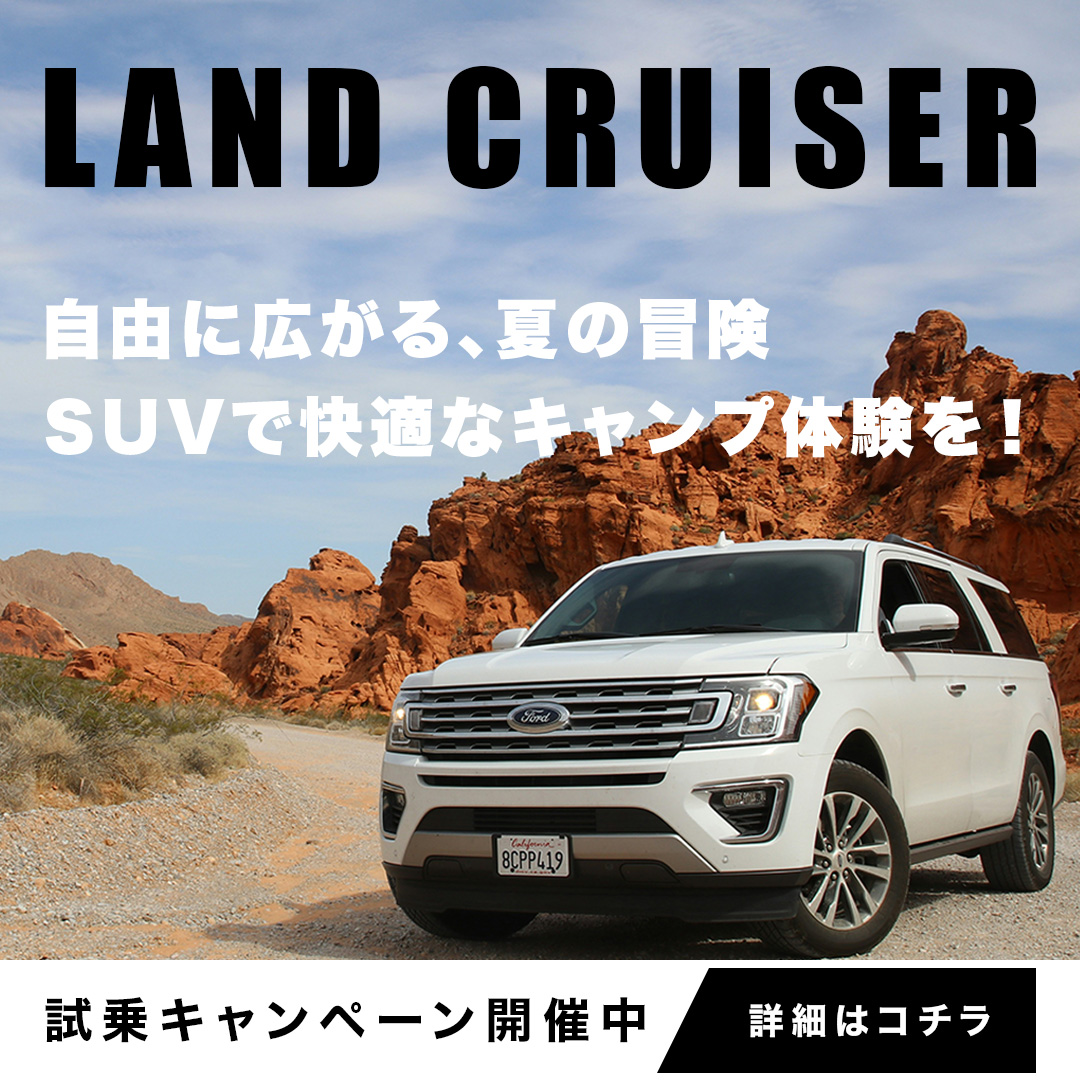 LAND CRUISER
自由に広がる、夏の冒険
SUVで快適なキャンプ体験を!
Ford
California
8CPP419
試乗キャンペーン開催中
詳細はコチラ